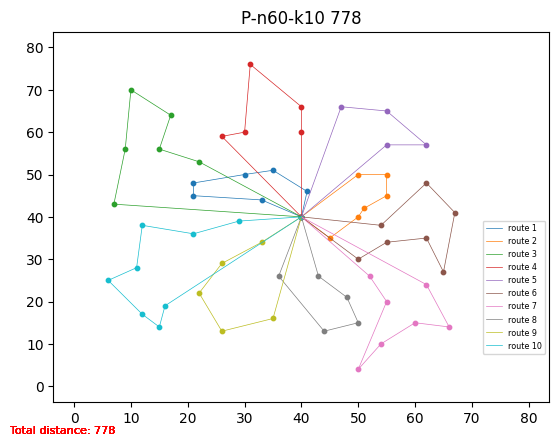 P-n60-k10 778
80
70
60
50
40
30
20
10
0
0 10 20 30 40 50 60 70 80
route 1
route 2
route 3
route 4
route 5
route 6
route 7
route 8
route 9
route 10
Total distance: 778